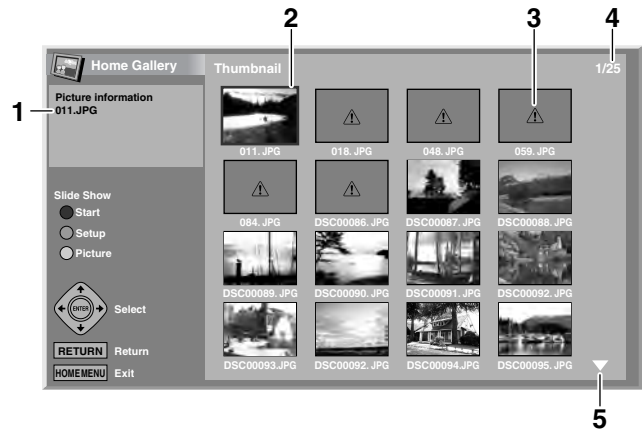 2
3
4
Home Gallery
Thumbnail
1/25
1
Picture information
011.JPG
011. JPG
018. JPG
048. JPG
059. JPG
Slide Show
Start
Setup
Picture
084. JPG
DSC00086. JPG
DSC00087. JPG
DSC00088. JPG
DSC00089. JPG
DSC00090. JPG
DSC00091. JPG
DSC00092. JPG
ENTER
Select
RETURN
Return
HOME MENU
Exit
DSC00093.JPG
DSC00092. JPG
DSC00094.JPG
DSC00095. JPG
5